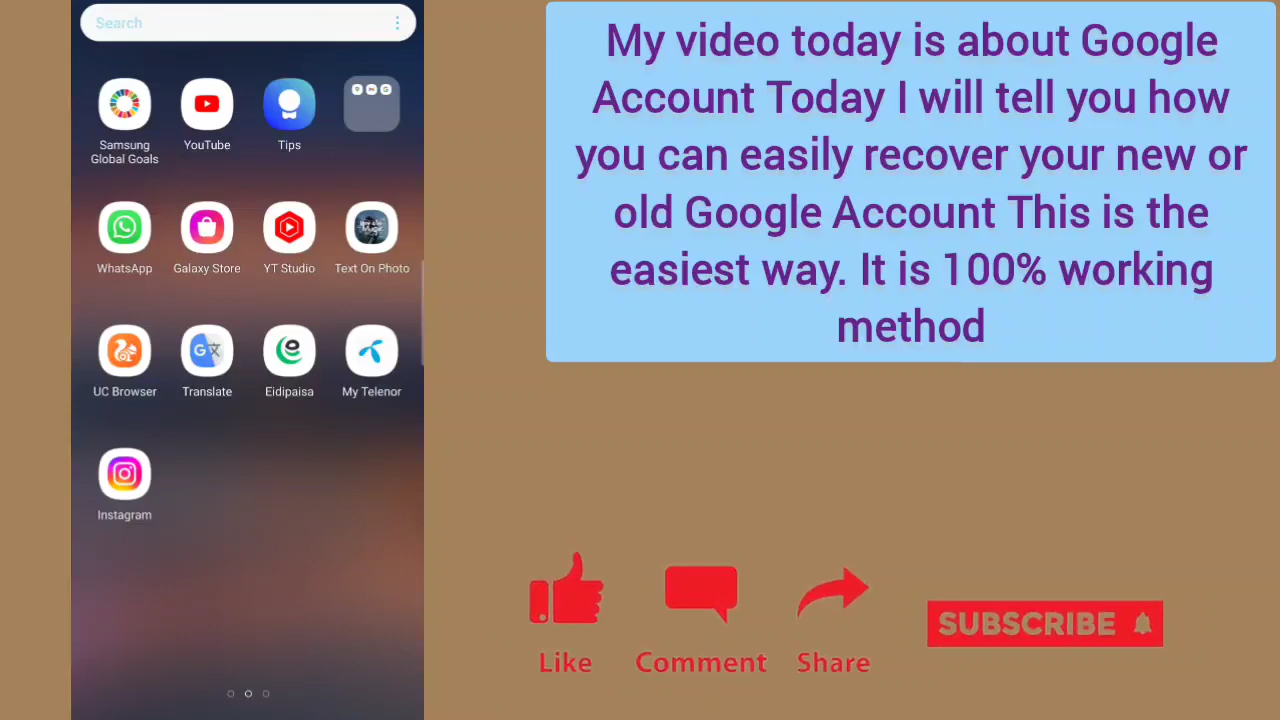 Search
Samsung
Global Goals
YouTube
Tips
WhatsApp
Galaxy Store
YT Studio
Text On Photo
UC Browser
Translate
Eidipaisa
My Telenor
Instagram
My video today is about Google
Account Today I will tell you how
you can easily recover your new or
old Google Account This is the
easiest way. It is 100% working
method
Like
Comment
Share
SUBSCRIBE